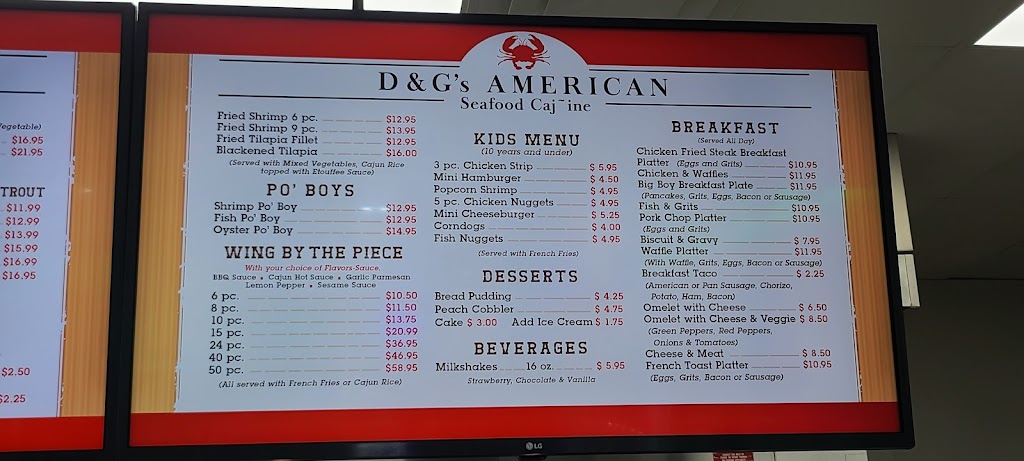 Vegetable)
$16.95
$21.95
TROUT
$11.99
$12.99
$13.99
$15.99
$16.99
$16.95
$2.50
$2.25
D&G's AMERICAN
Seafood Caj~ine
Fried Shrimp 6 pc. $12.95
Fried Shrimp 9 pc. $13.95
Fried Tilapia Fillet $12.95
Blackened Tilapia $16.00
(Served with Mixed Vegetables, Cajun Rice
topped with Etouffee Sauce)
PO' BOYS
Shrimp Po' Boy $12.95
Fish Po' Boy $12.95
Oyster Po' Boy $14.95
WING BY THE PIECE
With your choice of Flavors-Sauce.
BBQ Sauce • Cajun Hot Sauce • Garlic Parmesan
Lemon Pepper • Sesame Sauce
6 pc. $10.50
8 pc. $11.50
10 pc. $13.75
15 pc. $20.99
24 pc. $36.95
40 pc. $46.95
50 pc. $58.95
(All served with French Fries or Cajun Rice)
KIDS MENU
(10 years and under)
3 pc. Chicken Strip $ 5.95
Mini Hamburger $ 4.50
Popcorn Shrimp $ 4.95
5 pc. Chicken Nuggets $ 4.95
Mini Cheeseburger $ 5.25
Corndogs $ 4.00
Fish Nuggets $ 4.95
(Served with French Fries)
DESSERTS
Bread Pudding $ 4.25
Peach Cobbler $ 4.75
Cake $ 3.00 Add Ice Cream $ 1.75
BEVERAGES
Milkshakes 16 oz. $ 5.95
Strawberry, Chocolate & Vanilla
BREAKFAST
(Served All Day)
Chicken Fried Steak Breakfast
Platter (Eggs and Grits) $10.95
Chicken & Waffles $11.95
Big Boy Breakfast Plate $11.95
(Pancakes, Grits, Eggs, Bacon or Sausage)
Fish & Grits $10.95
Pork Chop Platter $10.95
(Eggs and Grits)
Biscuit & Gravy $ 7.95
Waffle Platter $11.95
(With Waffle, Grits, Eggs, Bacon or Sausage)
Breakfast Taco $ 2.25
(American or Pan Sausage, Chorizo,
Potato, Ham, Bacon)
Omelet with Cheese $ 6.50
Omelet with Cheese & Veggie $ 8.50
(Green Peppers, Red Peppers,
Onions & Tomatoes)
Cheese & Meat $ 8.50
French Toast Platter $10.95
(Eggs, Grits, Bacon or Sausage)
LG